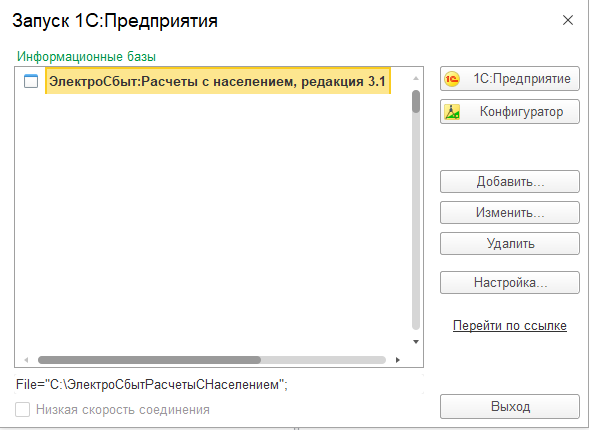 Запуск 1С:Предприятия
Информационные базы
ЭлектроСбыт:Расчеты с населением, редакция 3.1
1С:Предприятие
Конфигуратор
Добавить...
Изменить...
Удалить
Настройка...
Перейти по ссылке
File="C:\ЭлектроСбытРасчетыСНаселением";
Низкая скорость соединения
Выход